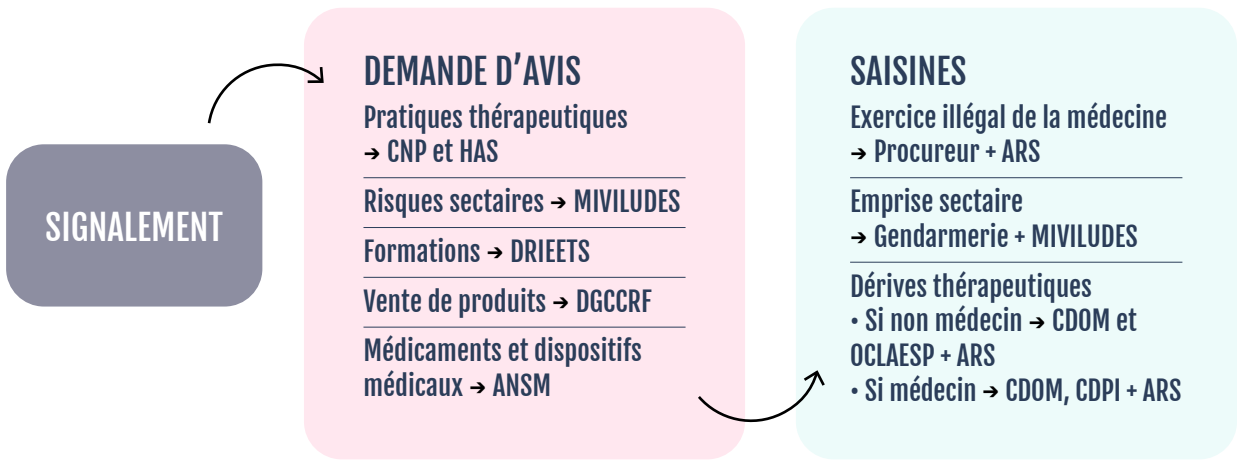 SIGNALEMENT
DEMANDE D’AVIS
Pratiques thérapeutiques
→ CNP et HAS
Risques sectaires → MIVILUDES
Formations → DRIEETS
Vente de produits → DGCCRF
Médicaments et dispositifs
médicaux → ANSM
SAISINES
Exercice illégal de la médecine
→ Procureur + ARS
Emprise sectaire
→ Gendarmerie + MIVILUDES
Dérives thérapeutiques
• Si non médecin → CDOM et
OCLAESP + ARS
• Si médecin → CDOM, CDPI + ARS